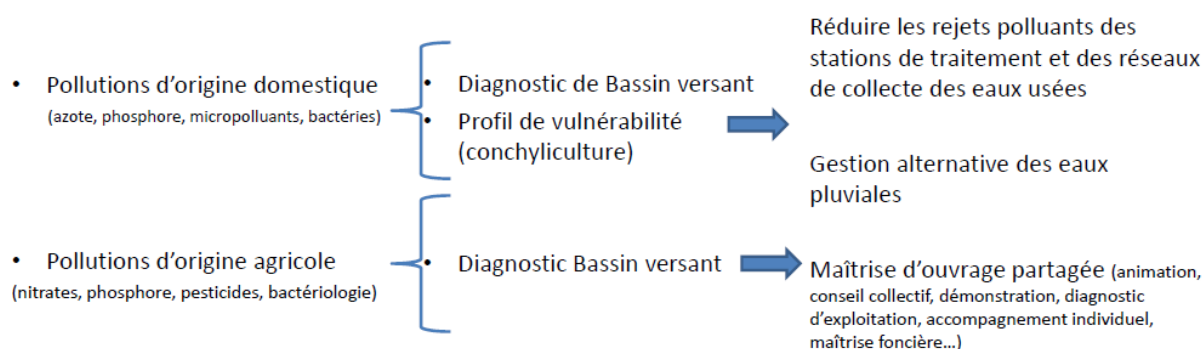 • Pollutions d'origine domestique
(azote, phosphore, micropolluants, bactéries)
• Diagnostic de Bassin versant
• Profil de vulnérabilité
(conchyliculture)
Réduire les rejets polluants des
stations de traitement et des réseaux
de collecte des eaux usées
Gestion alternative des eaux
pluviales
• Pollutions d'origine agricole
(nitrates, phosphore, pesticides, bactériologie)
• Diagnostic Bassin versant
Maîtrise d'ouvrage partagée (animation,
conseil collectif, démonstration, diagnostic
d'exploitation, accompagnement individuel,
maîtrise foncière...)